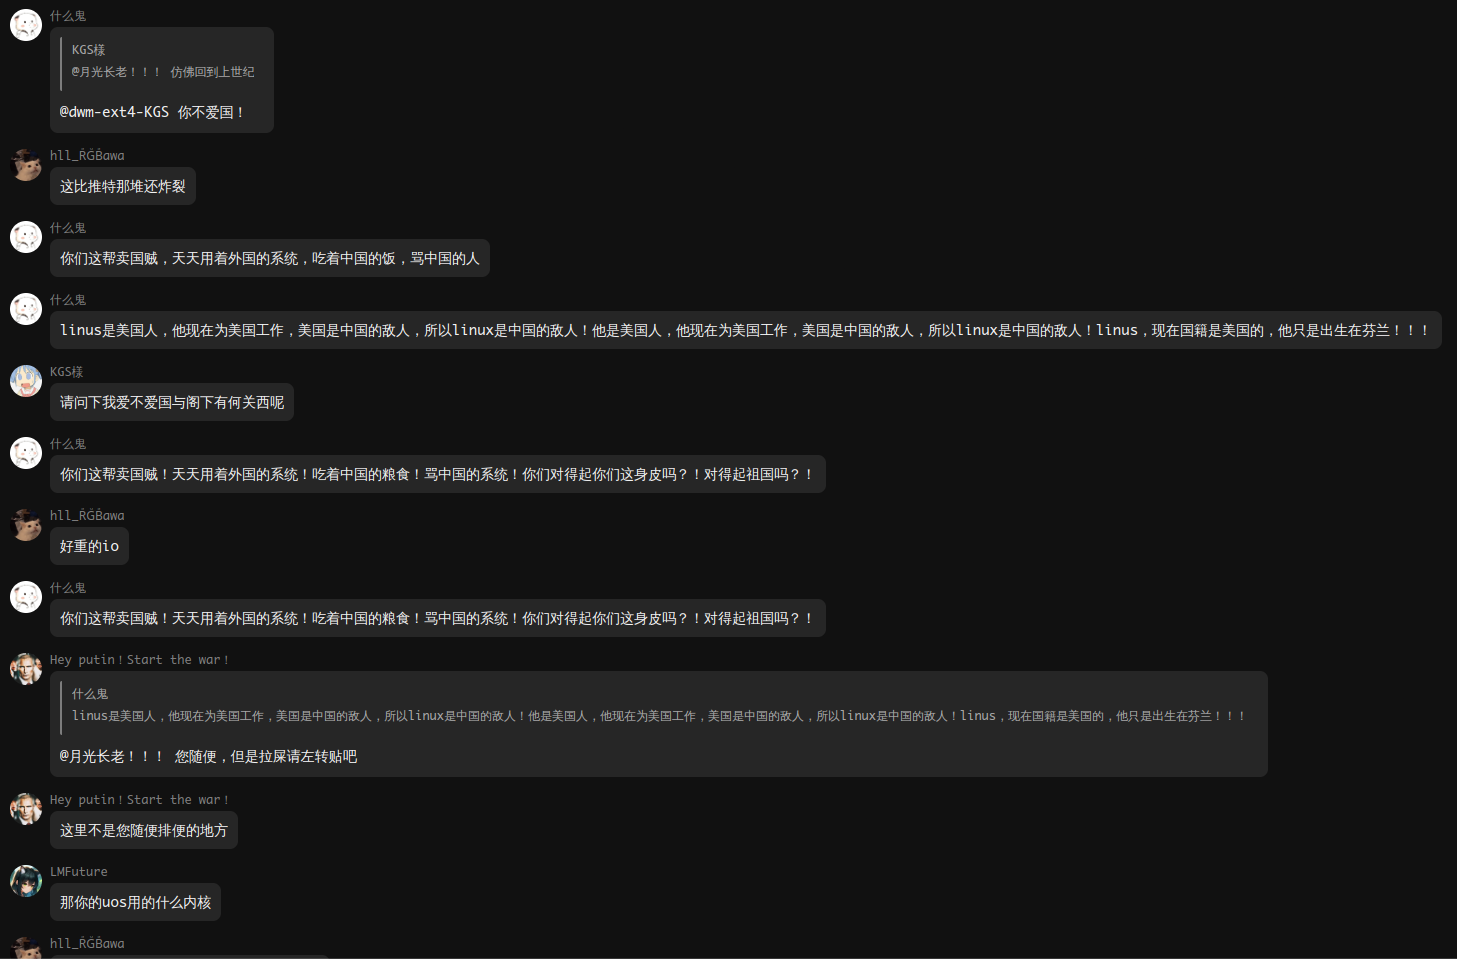 什么鬼
KGS様
@月光长老！！！ 仿佛回到上世纪
@dwm-ext4-KGS 你不爱国！
hll_R̂ĜB̂awa
这比推特那堆还炸裂
什么鬼
你们这帮卖国贼，天天用着外国的系统，吃着中国的饭，骂中国的人
什么鬼
linus是美国人，他现在为美国工作，美国是中国的敌人，所以linux是中国的敌人！他是美国人，他现在为美国工作，美国是中国的敌人，所以linux是中国的敌人！linus，现在国籍是美国的，他只是出生在芬兰！！！
KGS様
请问下我爱不爱国与阁下有何关西呢
什么鬼
你们这帮卖国贼！天天用着外国的系统！吃着中国的粮食！骂中国的系统！你们对得起你们这身皮吗？！对得起祖国吗？！
hll_R̂ĜB̂awa
好重的io
什么鬼
你们这帮卖国贼！天天用着外国的系统！吃着中国的粮食！骂中国的系统！你们对得起你们这身皮吗？！对得起祖国吗？！
Hey putin！Start the war！
什么鬼
linus是美国人，他现在为美国工作，美国是中国的敌人，所以linux是中国的敌人！他是美国人，他现在为美国工作，美国是中国的敌人，所以linux是中国的敌人！linus，现在国籍是美国的，他只是出生在芬兰！！！
@月光长老！！！ 您随便，但是拉屎请左转贴吧
Hey putin！Start the war！
这里不是您随便排便的地方
LMFuture
那你的uos用的什么内核
hll_R̂ĜB̂awa